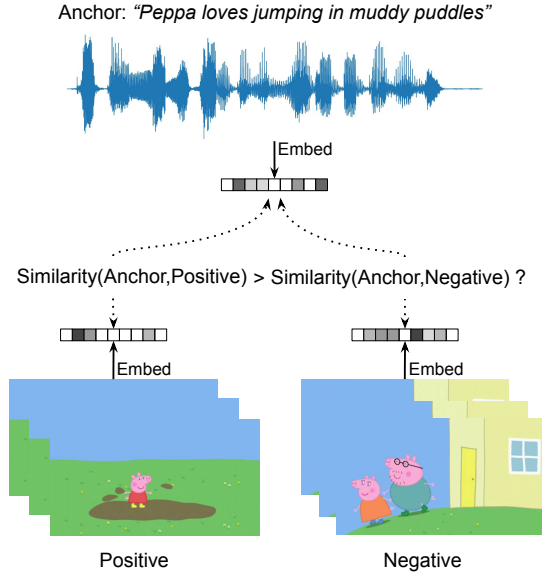 Anchor: “Peppa loves jumping in muddy puddles”
Embed
Similarity(Anchor,Positive) > Similarity(Anchor,Negative) ?
Embed
Embed
Positive
Negative